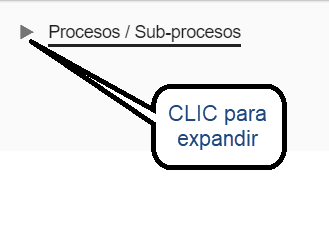 Procesos / Sub-procesos
CLIC para
expandir